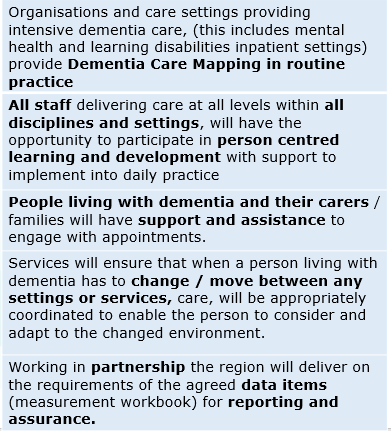 Organisations and care settings providing
intensive dementia care, (this includes mental
health and learning disabilities inpatient settings)
provide Dementia Care Mapping in routine
practice
All staff delivering care at all levels within all
disciplines and settings, will have the
opportunity to participate in person centred
learning and development with support to
implement into daily practice
People living with dementia and their carers /
families will have support and assistance to
engage with appointments.
Services will ensure that when a person living with
dementia has to change / move between any
settings or services, care, will be appropriately
coordinated to enable the person to consider and
adapt to the changed environment.
Working in partnership the region will deliver on
the requirements of the agreed data items
(measurement workbook) for reporting and
assurance.